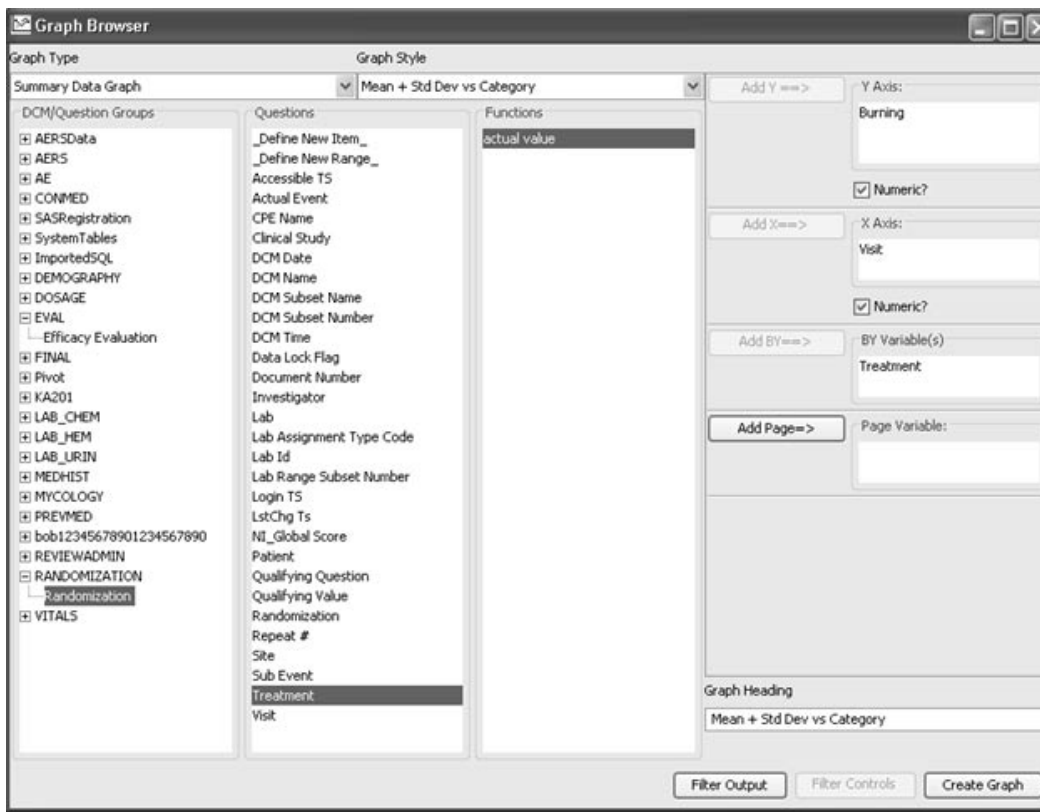 Graph Browser
Graph Type
Graph Style
Summary Data Graph
Mean + Std Dev vs Category
DCM/Question Groups
AERSData
AERS
AE
CONMED
SASRegistration
SystemTables
ImportedSQL
DEMOGRAPHY
DOSAGE
EVAL
Efficacy Evaluation
FINAL
Pivot
KA201
LAB_CHEM
LAB_HEM
LAB_URIN
MEDHIST
MYCOLOGY
PREVMED
bob12345678901234567890
REVIEWADMIN
RANDOMIZATION
Randomization
VITALS
Questions
_Define New Item_
_Define New Range_
Accessible TS
Actual Event
CPE Name
Clinical Study
DCM Date
DCM Name
DCM Subset Name
DCM Subset Number
DCM Time
Data Lock Flag
Document Number
Investigator
Lab
Lab Assignment Type Code
Lab Id
Lab Range Subset Number
Login TS
LstChg Ts
NI_Global Score
Patient
Qualifying Question
Qualifying Value
Randomization
Repeat #
Site
Sub Event
Treatment
Visit
Functions
actual value
Add Y ==>
Y Axis:
Burning
Numeric?
Add X==>
X Axis:
Visit
Numeric?
Add BY==>
BY Variable(s)
Treatment
Add Page=>
Page Variable:
Graph Heading
Mean + Std Dev vs Category
Filter Output
Filter Controls
Create Graph